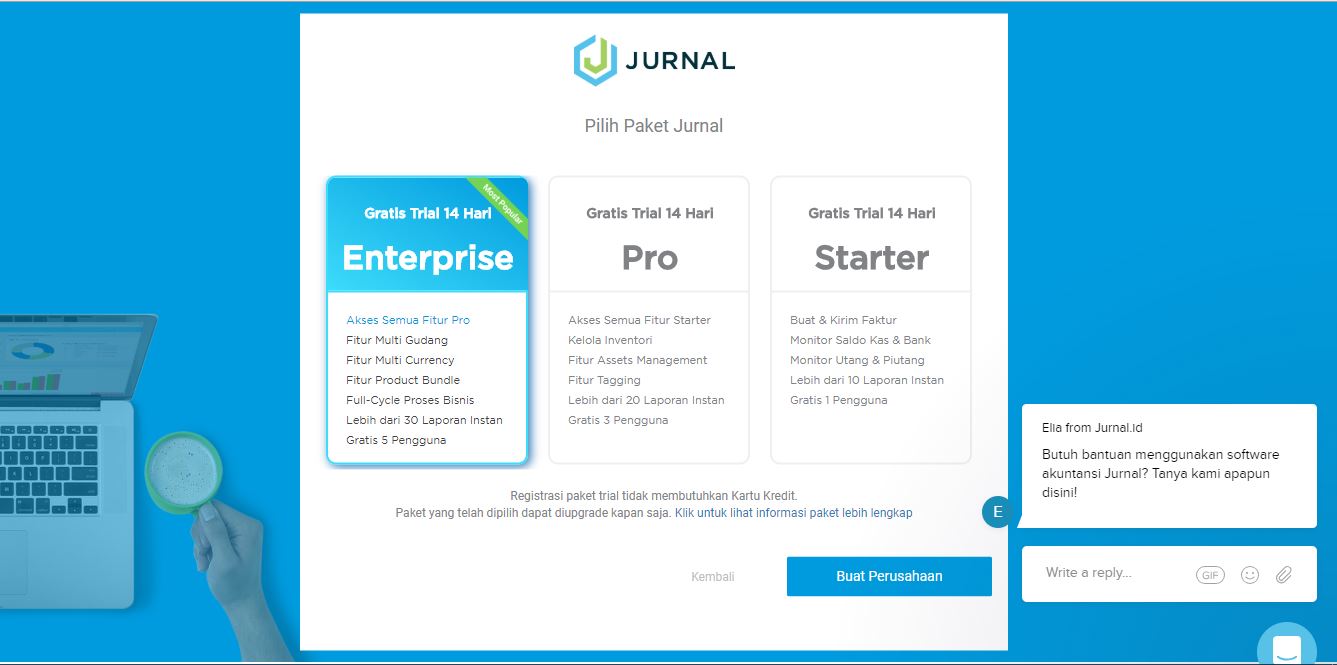 JURNAL
Pilih Paket Jurnal
Most Popular
Gratis Trial 14 Hari
Enterprise
Akses Semua Fitur Pro
Fitur Multi Gudang
Fitur Multi Currency
Fitur Product Bundle
Full-Cycle Proses Bisnis
Lebih dari 30 Laporan Instan
Gratis 5 Pengguna
Gratis Trial 14 Hari
Pro
Akses Semua Fitur Starter
Kelola Inventori
Fitur Assets Management
Fitur Tagging
Lebih dari 20 Laporan Instan
Gratis 3 Pengguna
Gratis Trial 14 Hari
Starter
Buat & Kirim Faktur
Monitor Saldo Kas & Bank
Monitor Utang & Piutang
Lebih dari 10 Laporan Instan
Gratis 1 Pengguna
Registrasi paket trial tidak membutuhkan Kartu Kredit.
Paket yang telah dipilih dapat diupgrade kapan saja. Klik untuk lihat informasi paket lebih lengkap
Kembali
Buat Perusahaan
Elia from Jurnal.id
Butuh bantuan menggunakan software
akuntansi Jurnal? Tanya kami apapun
disini!
E
Write a reply...
GIF